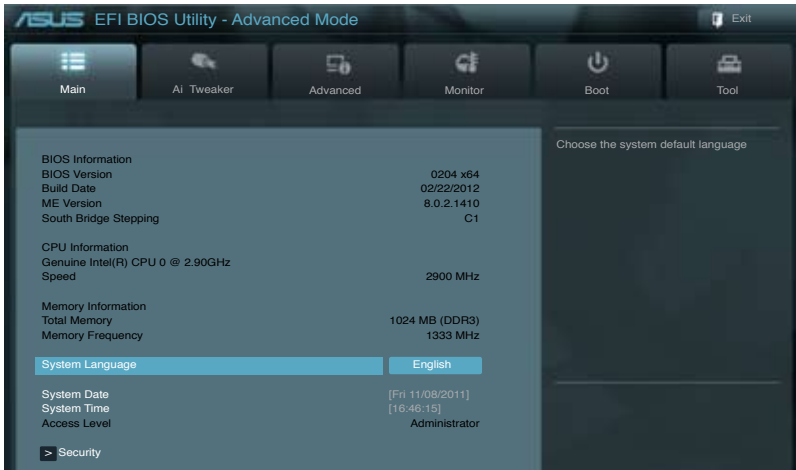 ASUS EFI BIOS Utility - Advanced Mode
Exit
Main Ai Tweaker Advanced Monitor Boot Tool
Choose the system default language
BIOS Information
BIOS Version 0204 x64
Build Date 02/22/2012
ME Version 8.0.2.1410
South Bridge Stepping C1
CPU Information
Genuine Intel(R) CPU 0 @ 2.90GHz
Speed 2900 MHz
Memory Information
Total Memory 1024 MB (DDR3)
Memory Frequency 1333 MHz
System Language English
System Date [Fri 11/08/2011]
System Time [16:46:15]
Access Level Administrator
> Security